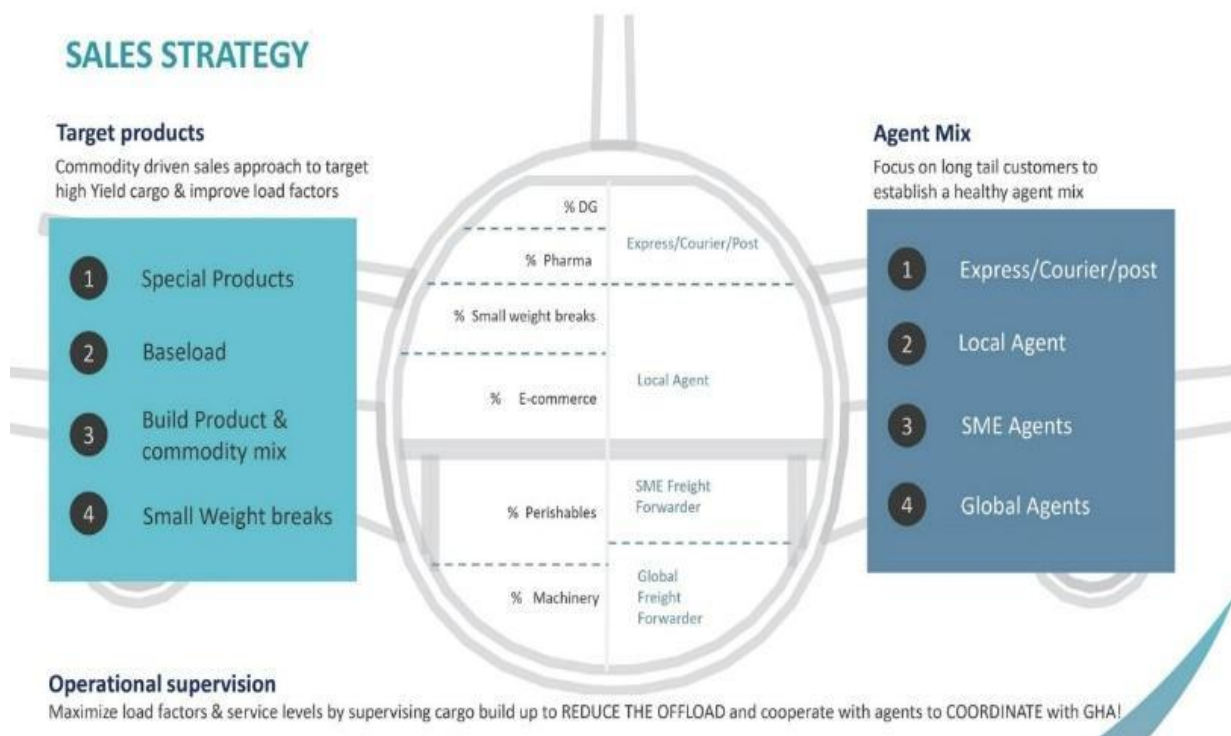 SALES STRATEGY
Target products
Commodity driven sales approach to target
high Yield cargo & improve load factors
1 Special Products
2 Baseload
3 Build Product &
commodity mix
4 Small Weight breaks
% DG
% Pharma
% Small weight breaks
% E-commerce
% Perishables
% Machinery
Express/Courier/Post
Local Agent
SME Freight
Forwarder
Global
Freight
Forwarder
Agent Mix
Focus on long tail customers to
establish a healthy agent mix
1 Express/Courier/post
2 Local Agent
3 SME Agents
4 Global Agents
Operational supervision
Maximize load factors & service levels by supervising cargo build up to REDUCE THE OFFLOAD and cooperate with agents to COORDINATE with GHA!